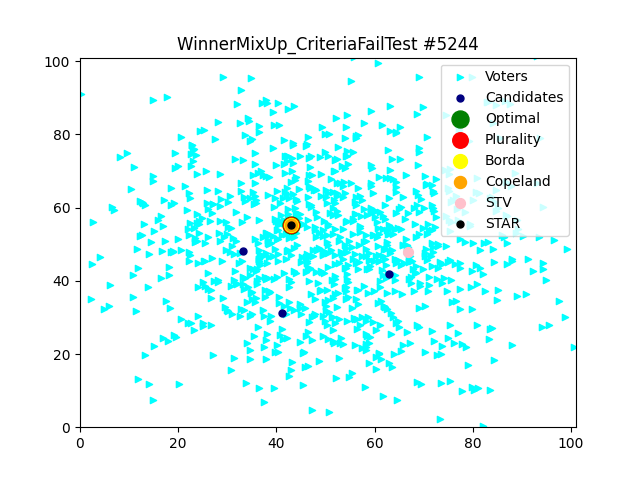 WinnerMixUp_CriteriaFailTest #5244
100
80
60
40
20
0
0
20
40
60
80
100
Voters
Candidates
Optimal
Plurality
Borda
Copeland
STV
STAR